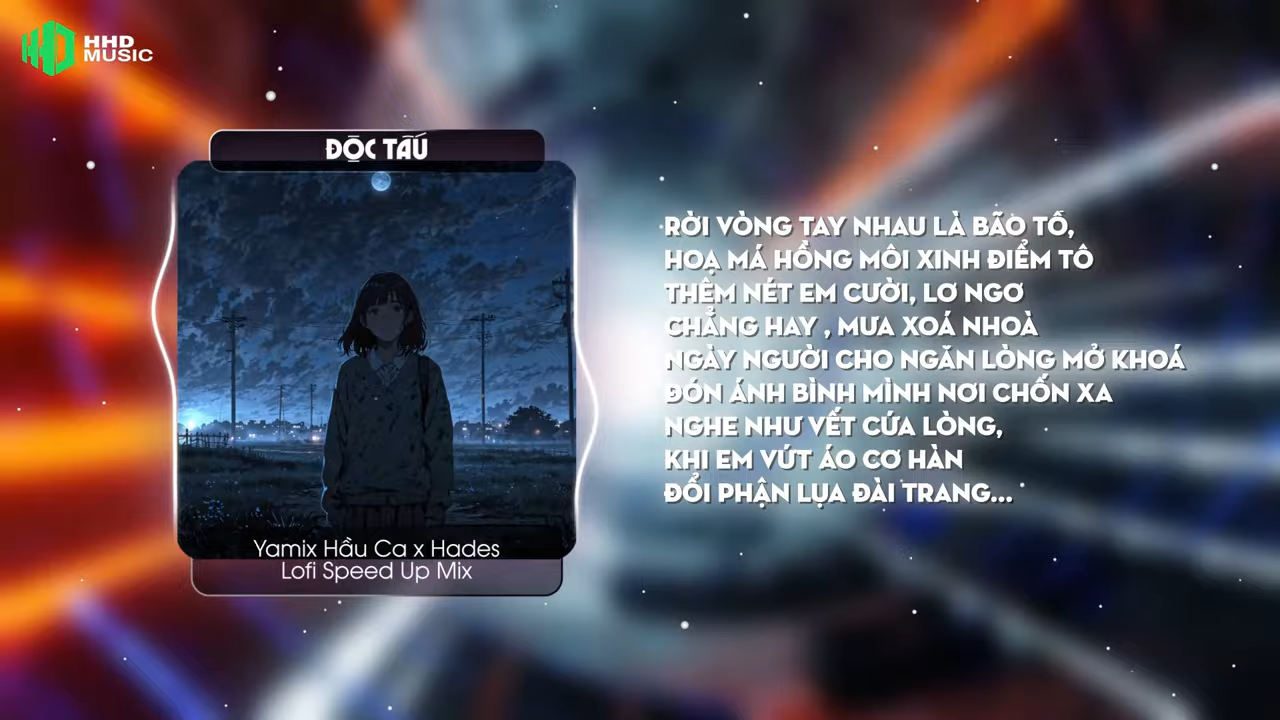 HHD
MUSIC
ĐỘC TẤU
Yamix Hầu Ca x Hades
Lofi Speed Up Mix
RỜI VÒNG TAY NHAU LÀ BÃO TỐ,
HOẠ MÁ HỒNG MÔI XINH ĐIỂM TÔ
THÊM NÉT EM CƯỜI, LƠ NGƠ
CHẲNG HAY , MƯA XOÁ NHOÀ
NGÀY NGƯỜI CHO NGĂN LÒNG MỞ KHOÁ
ĐÓN ÁNH BÌNH MÌNH NƠI CHỐN XA
NGHE NHƯ VẾT CỨA LÒNG,
KHI EM VỨT ÁO CƠ HÀN
ĐỔI PHẬN LỤA ĐÀI TRANG...